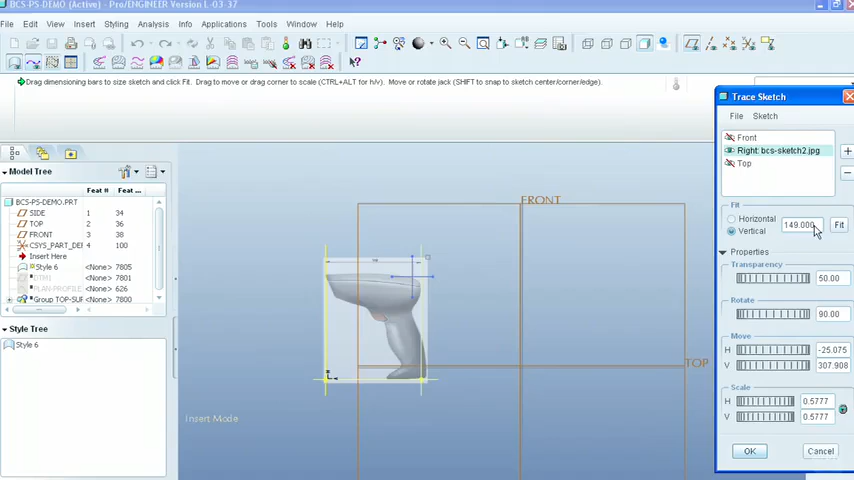 BCS-PS-DEMO (Active) - Pro/ENGINEER Version L-03-37
File Edit View Insert Styling Analysis Info Applications Tools Window Help
Drag dimensioning bars to size sketch and click Fit. Drag to move or drag corner to scale (CTRL+ALT for h/v). Move or rotate jack (SHIFT to snap to sketch center/corner/edge).
Trace Sketch
File Sketch
Front
Right: bcs-sketch2.jpg
Top
Fit
Horizontal
Vertical
149.000
Fit
Properties
Transparency
50.00
Rotate
90.00
Move
H -25.075
V 307.908
Scale
H 0.5777
V 0.5777
OK Cancel
Model Tree
Feat # Feat ...
BCS-PS-DEMO.PRT
SIDE 1 34
TOP 2 36
FRONT 3 38
CSYS_PART_DEF 4 100
Insert Here
Style 6 <None> 7805
DTM1 <None> 7801
PLAN-PROFILE <None> 626
Group TOP-SUF <None> 7800
Style Tree
Style 6
FRONT
TOP
Insert Mode